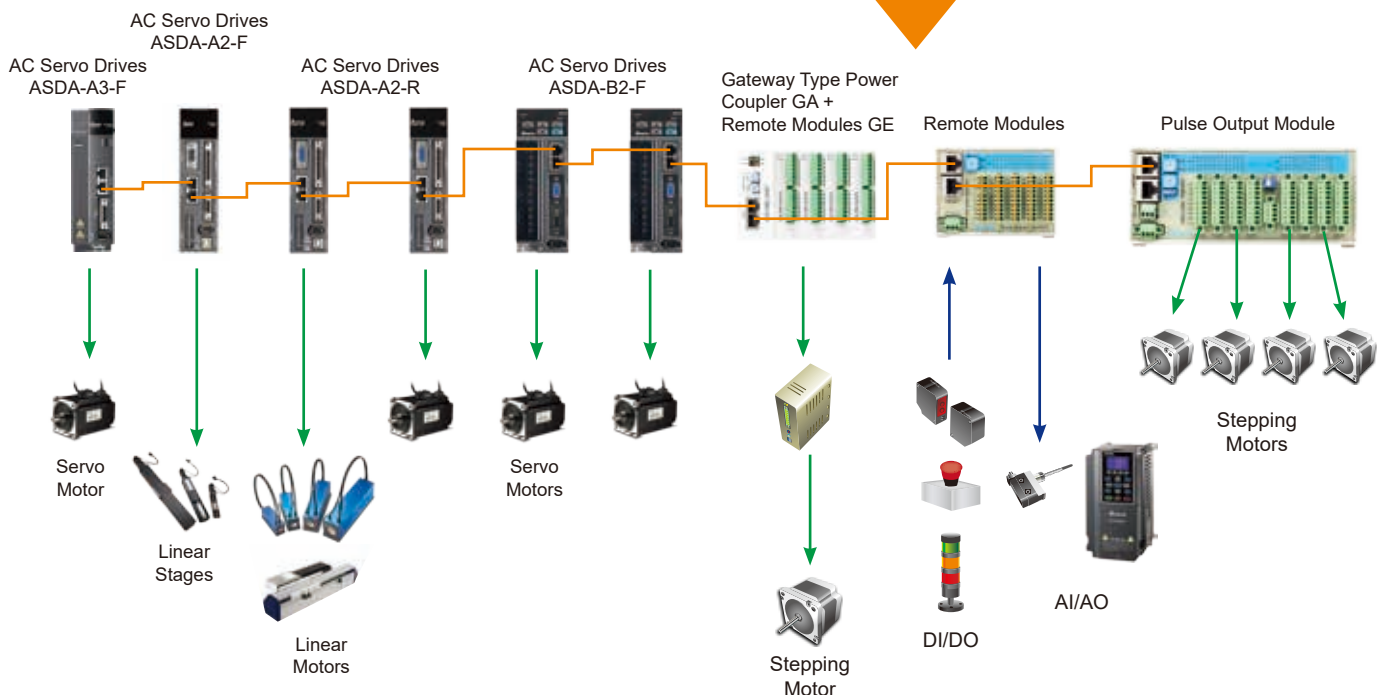 AC Servo Drives
ASDA-A2-F
AC Servo Drives
ASDA-A3-F
AC Servo Drives
ASDA-A2-R
AC Servo Drives
ASDA-B2-F
Gateway Type Power
Coupler GA +
Remote Modules GE
Remote Modules
Pulse Output Module
Servo
Motor
Linear
Stages
Linear
Motors
Servo
Motors
Stepping
Motor
DI/DO
AI/AO
Stepping
Motors